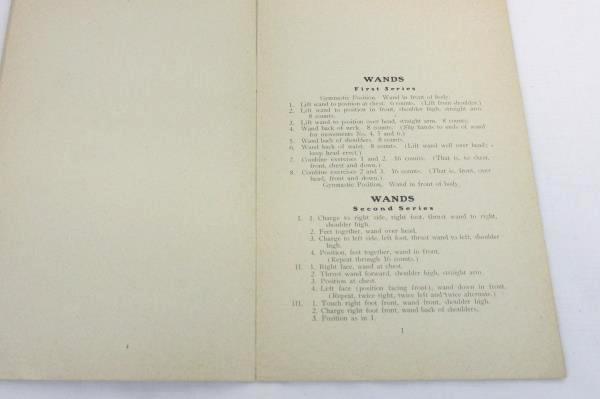 WANDS
First Series
Gymnastic Position. Wand in front of body.
1. Lift wand to position at chest. 6 counts. (Lift from shoulder.)
2. Lift wand to position in front, shoulder high, straight arm.
8 counts.
3. Lift wand to position over head, straight arm. 8 counts.
4. Wand back of neck. 8 counts. (Slip hands to ends of wand
for movements No. 4, 5 and 6.)
5. Wand back of shoulders. 8 counts.
6. Wand back of waist. 8 counts. (Lift wand well over head;
keep head erect.)
7. Combine exercises 1 and 2. 16 counts. (That is, to chest,
front, chest and down.)
8. Combine exercises 2 and 3. 16 counts. (That is, front, over
head, front and down.)
Gymnastic Position. Wand in front of body.
WANDS
Second Series
I. 1. Charge to right side, right foot, thrust wand to right,
shoulder high.
2. Feet together, wand over head.
3. Charge to left side, left foot, thrust wand to left, shoulder
high.
4. Position, feet together, wand in front.
(Repeat through 16 counts.)
II. 1. Right face, wand at chest.
2. Thrust wand forward, shoulder high, straight arm.
3. Position at chest.
4. Left face (position facing front), wand down in front.
(Repeat, twice right, twice left and twice alternate.)
III. 1. Touch right foot front, wand front, shoulder high.
2. Charge right foot front, wand back of shoulders.
3. Position as in 1.
1